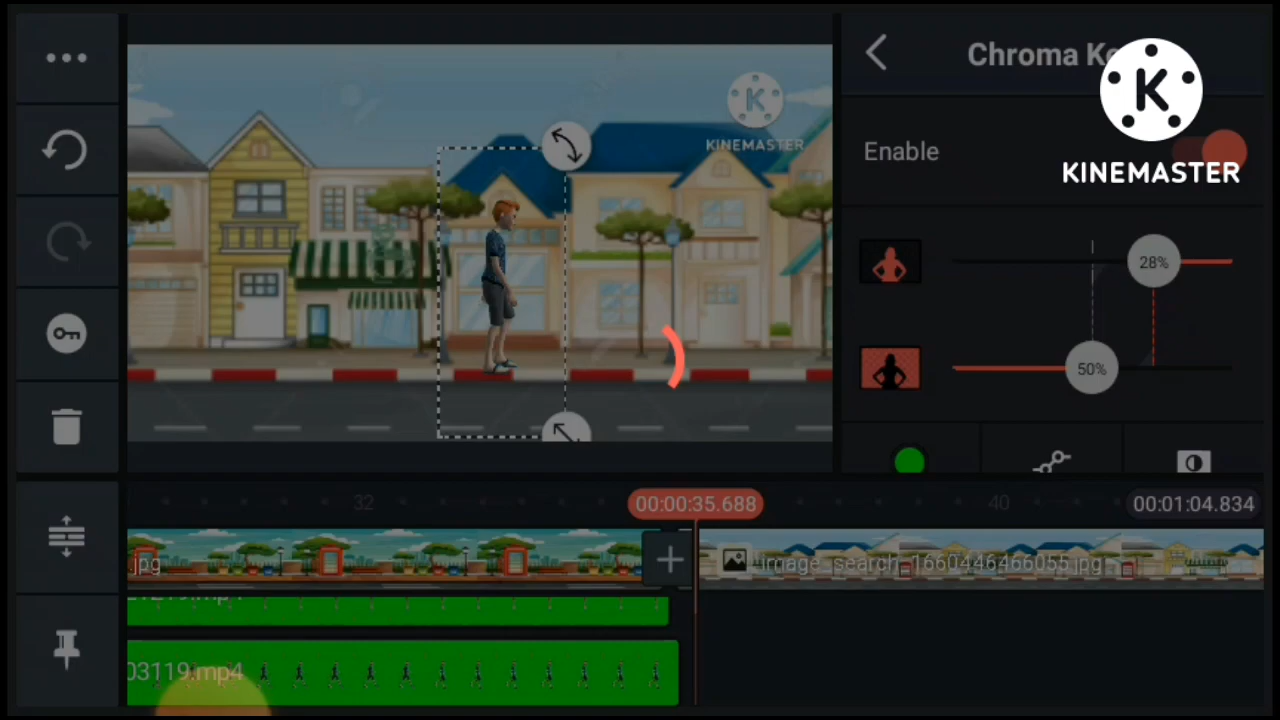 Chroma Ke
KINEMASTER
KINEMASTER
Enable
28%
50%
32
00:00:35.688
40
00:01:04.834
.jpg
image_search_1660446466055.jpg
03119.mp4